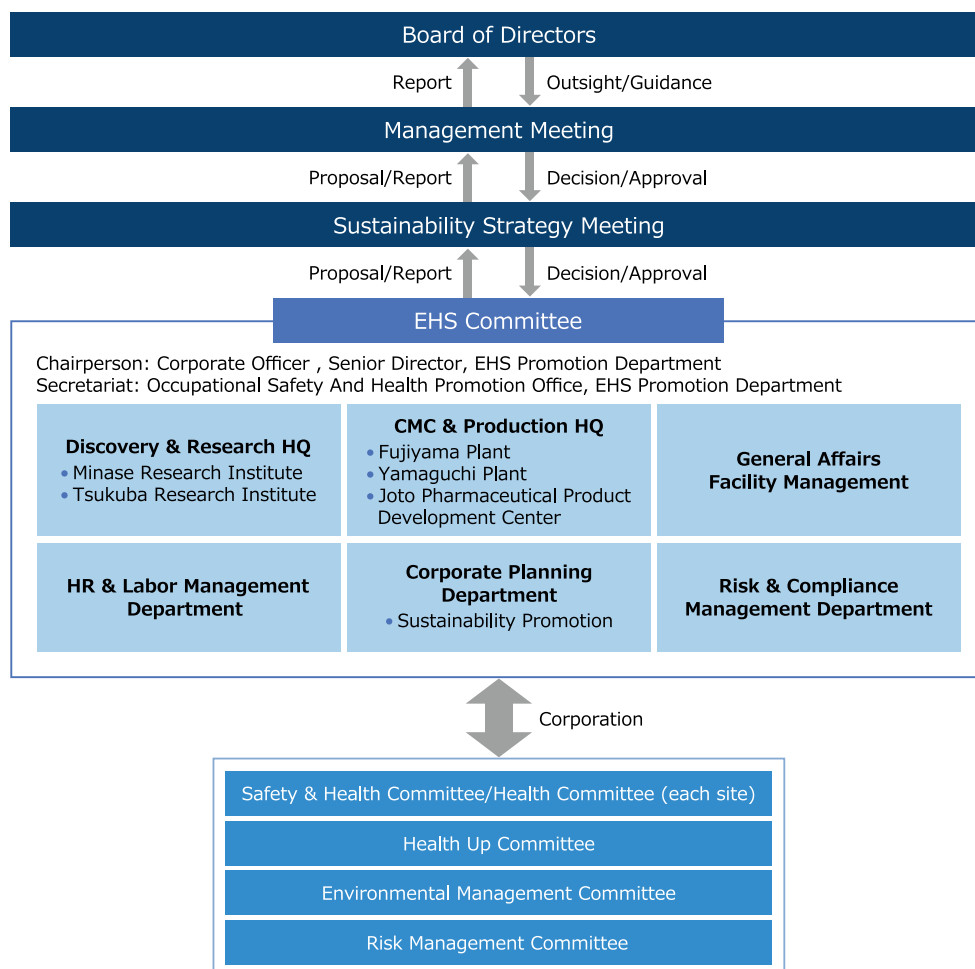 Board of Directors
Report
Outsight/Guidance
Management Meeting
Proposal/Report
Decision/Approval
Sustainability Strategy Meeting
Proposal/Report
Decision/Approval
EHS Committee
Chairperson: Corporate Officer , Senior Director, EHS Promotion Department
Secretariat: Occupational Safety And Health Promotion Office, EHS Promotion Department
Discovery & Research HQ
• Minase Research Institute
• Tsukuba Research Institute
CMC & Production HQ
• Fujiyama Plant
• Yamaguchi Plant
• Joto Pharmaceutical Product
Development Center
General Affairs
Facility Management
HR & Labor Management
Department
Corporate Planning
Department
• Sustainability Promotion
Risk & Compliance
Management Department
Corporation
Safety & Health Committee/Health Committee (each site)
Health Up Committee
Environmental Management Committee
Risk Management Committee